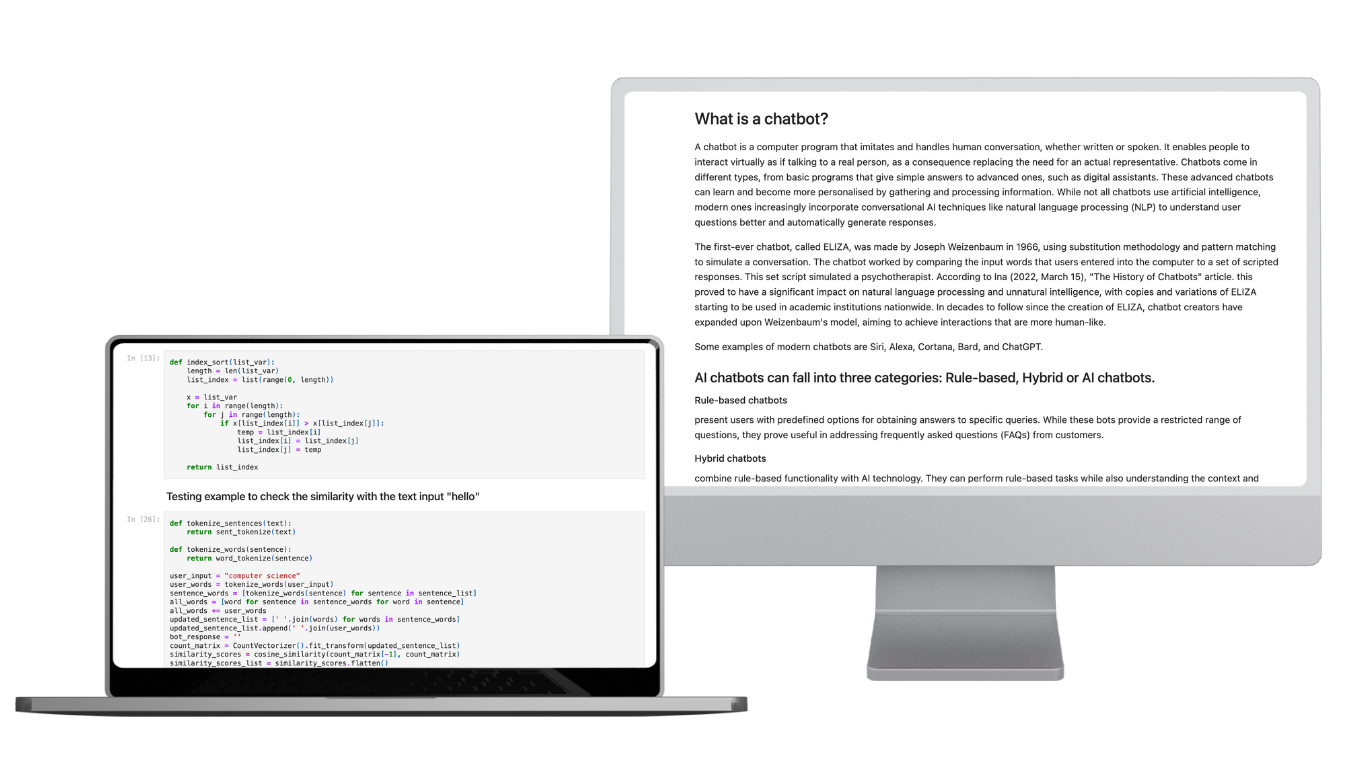 What is a chatbot?
A chatbot is a computer program that imitates and handles human conversation, whether written or spoken. It enables people to
interact virtually as if talking to a real person, as a consequence replacing the need for an actual representative. Chatbots come in
different types, from basic programs that give simple answers to advanced ones, such as digital assistants. These advanced chatbots
can learn and become more personalised by gathering and processing information. While not all chatbots use artificial intelligence,
modern ones increasingly incorporate conversational AI techniques like natural language processing (NLP) to understand user
questions better and automatically generate responses.
The first-ever chatbot, called ELIZA, was made by Joseph Weizenbaum in 1966, using substitution methodology and pattern matching
to simulate a conversation. The chatbot worked by comparing the input words that users entered into the computer to a set of scripted
responses. This set script simulated a psychotherapist. According to Ina (2022, March 15), "The History of Chatbots" article. this
proved to have a significant impact on natural language processing and unnatural intelligence, with copies and variations of ELIZA
starting to be used in academic institutions nationwide. In decades to follow since the creation of ELIZA, chatbot creators have
expanded upon Weizenbaum's model, aiming to achieve interactions that are more human-like.
Some examples of modern chatbots are Siri, Alexa, Cortana, Bard, and ChatGPT.
AI chatbots can fall into three categories: Rule-based, Hybrid or AI chatbots.
Rule-based chatbots
present users with predefined options for obtaining answers to specific queries. While these bots provide a restricted range of
questions, they prove useful in addressing frequently asked questions (FAQs) from customers.
Hybrid chatbots
combine rule-based functionality with AI technology. They can perform rule-based tasks while also understanding the context and
In [13]:
def index_sort(list_var):
    length = len(list_var)
    list_index = list(range(0, length))
    x = list_var
    for i in range(length):
        for j in range(length):
            if x[list_index[i]] > x[list_index[j]]:
                temp = list_index[i]
                list_index[i] = list_index[j]
                list_index[j] = temp
    return list_index
Testing example to check the similarity with the text input "hello"
In [26]:
def tokenize_sentences(text):
    return sent_tokenize(text)
def tokenize_words(sentence):
    return word_tokenize(sentence)
user_input = "computer science"
user_words = tokenize_words(user_input)
sentence_words = [tokenize_words(sentence) for sentence in sentence_list]
all_words = [word for sentence in sentence_words for word in sentence]
all_words += user_words
updated_sentence_list = [' '.join(words) for words in sentence_words]
updated_sentence_list.append(' '.join(user_words))
bot_response = ''
count_matrix = CountVectorizer().fit_transform(updated_sentence_list)
similarity_scores = cosine_similarity(count_matrix[-1], count_matrix)
similarity_scores_list = similarity_scores.flatten()